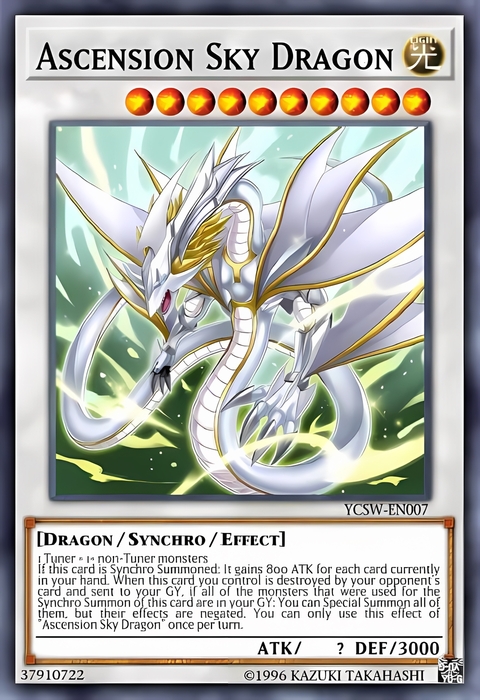 ASCENSION SKY DRAGON
光
YCSW-EN007
[DRAGON / SYNCHRO / EFFECT]
1 Tuner non-Tuner monsters
If this card is Synchro Summoned: It gains 800 ATK for each card currently
in your hand. When this card you control is destroyed by your opponent's
card and sent to your GY, if all of the monsters that were used for the
Synchro Summon of this card are in your GY: You can Special Summon all of
them, but their effects are negated. You can only use this effect of
"Ascension Sky Dragon" once per turn.
ATK/ ? DEF/3000
37910722
©1996 KAZUKI TAKAHASHI